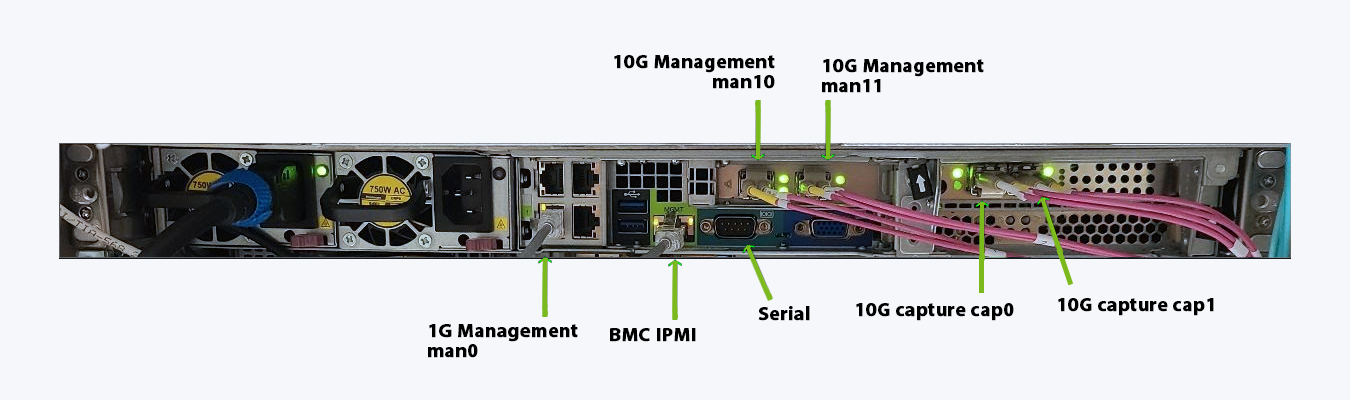 10G Management
man10
10G Management
man11
750W
750W AC
MGMT
1G Management
man0
BMC IPMI
Serial
10G capture cap0
10G capture cap1